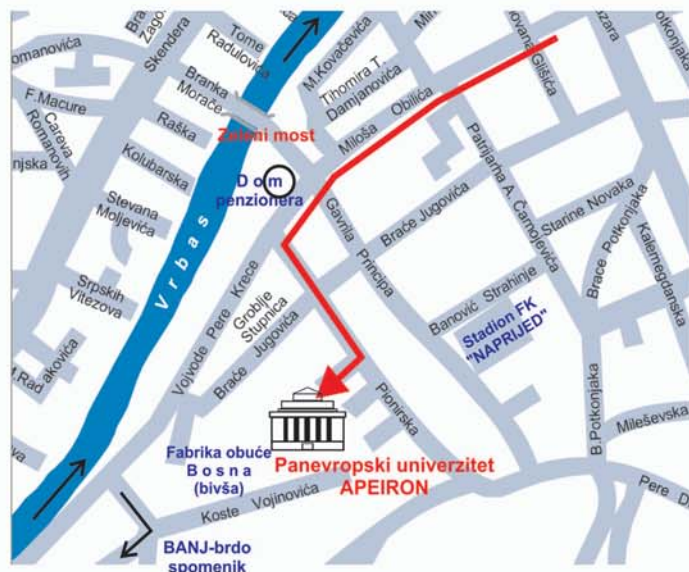 Skendera
Tome
Radulovića
M.Kovačevića
Tihomira T.
Damjanovića
omanovića
Branka
Morače
Miloša Obilića
F.Macure
Careva
Romanovih
Raška
Zeleni most
Kolubarska
Dom
penzionera
Stevana
Moljevića
Vrbas
Gavrila Principa
Braće Jugovića
Patrijarha A. Čarnojevića
Starine Novaka
Brace Potkonjaka
Kalemegdanska
Srpskih
Vitezova
Vojvode Pere Krece
Groblje
Stupnica
Braće Jugovića
Banović Strahinje
Stadion FK
"NAPRIJED"
Pionirska
B.Potkonjaka
Mileševska
Fabrika obuće
Bosna
(bivša)
Panevropski univerzitet
APEIRON
Koste Vojinovića
BANJ-brdo
spomenik